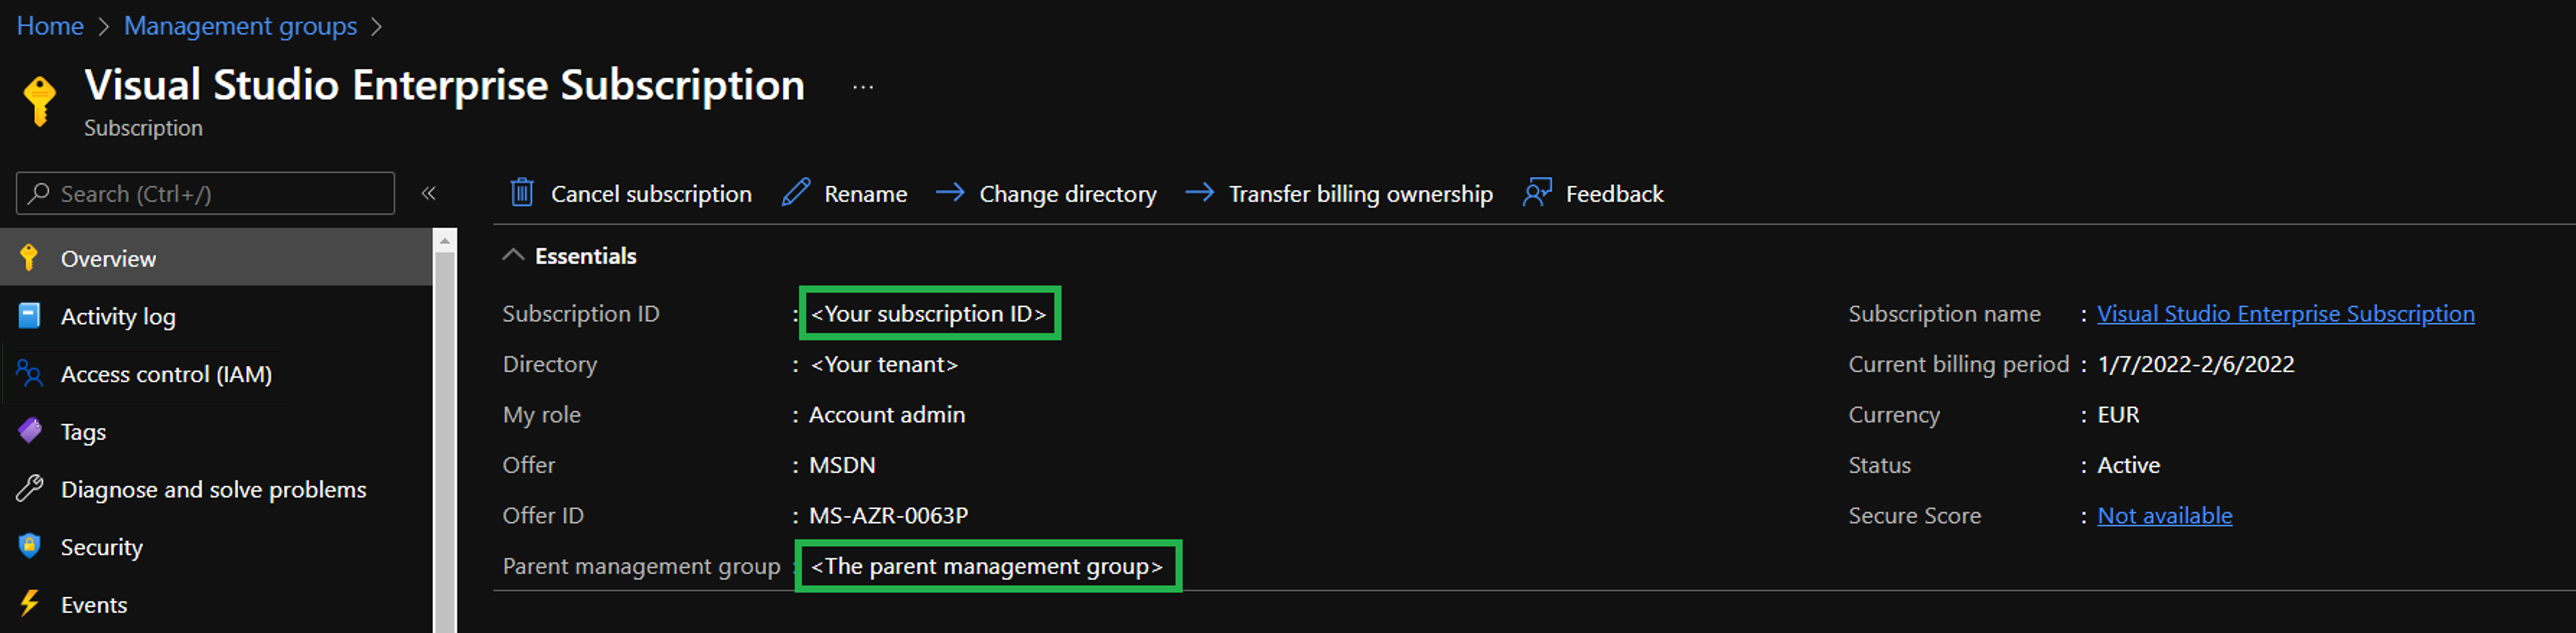 Home > Management groups >
Visual Studio Enterprise Subscription ...
Subscription
Search (Ctrl+/) «
Cancel subscription Rename Change directory Transfer billing ownership Feedback
Overview
Activity log
Access control (IAM)
Tags
Diagnose and solve problems
Security
Events
Essentials
Subscription ID : <Your subscription ID>
Directory : <Your tenant>
My role : Account admin
Offer : MSDN
Offer ID : MS-AZR-0063P
Parent management group : <The parent management group>
Subscription name : Visual Studio Enterprise Subscription
Current billing period : 1/7/2022-2/6/2022
Currency : EUR
Status : Active
Secure Score : Not available